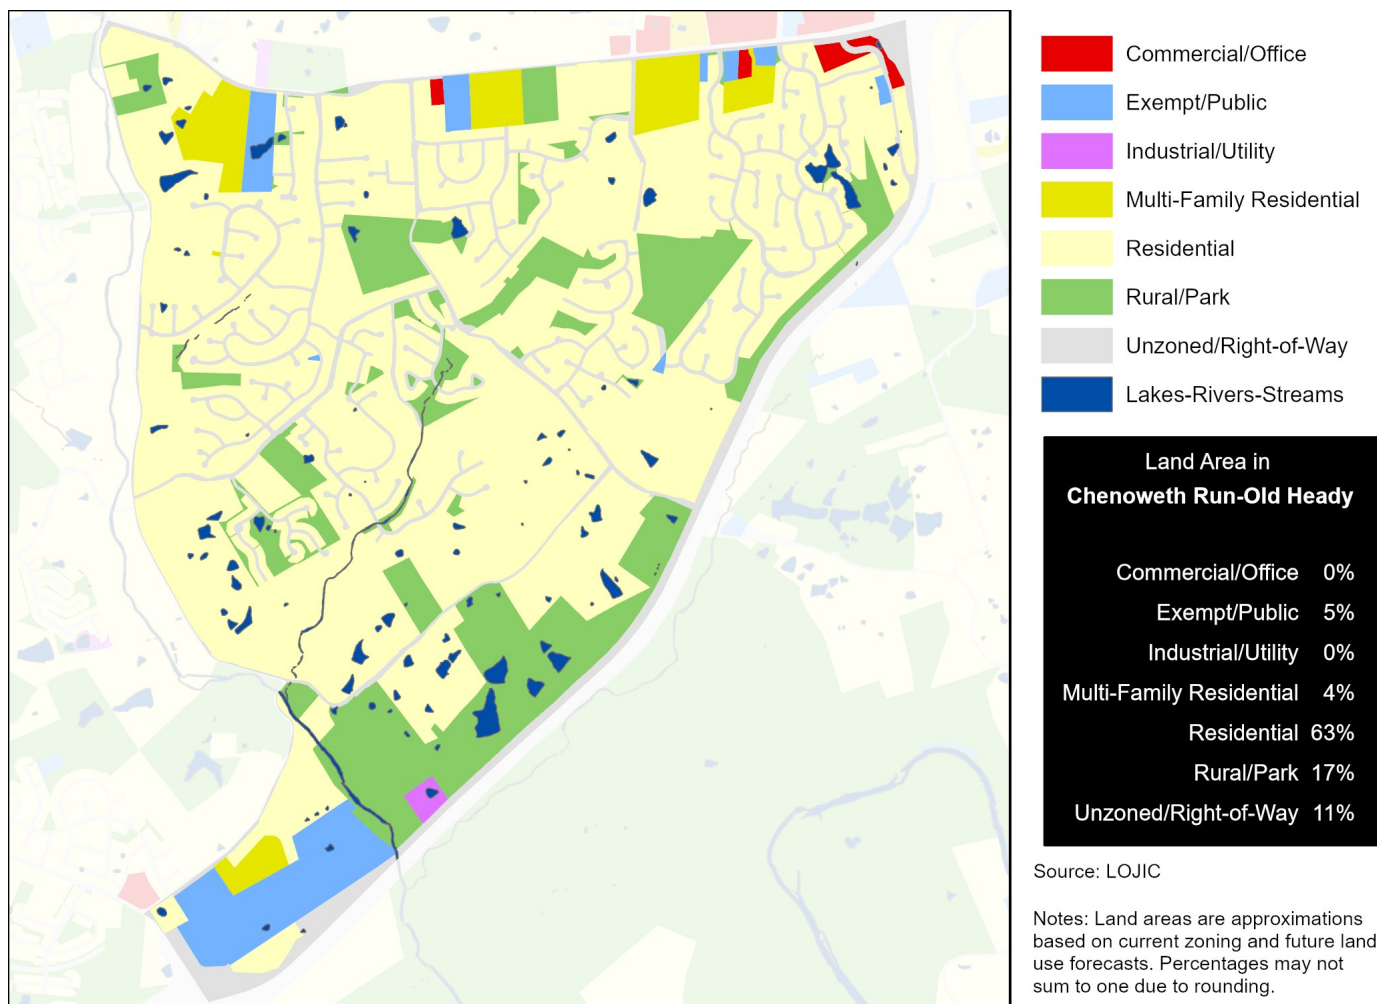 Commercial/Office
Exempt/Public
Industrial/Utility
Multi-Family Residential
Residential
Rural/Park
Unzoned/Right-of-Way
Lakes-Rivers-Streams
Land Area in
Chenoweth Run-Old Heady
Commercial/Office 0%
Exempt/Public 5%
Industrial/Utility 0%
Multi-Family Residential 4%
Residential 63%
Rural/Park 17%
Unzoned/Right-of-Way 11%
Source: LOJIC
Notes: Land areas are approximations
based on current zoning and future land
use forecasts. Percentages may not
sum to one due to rounding.